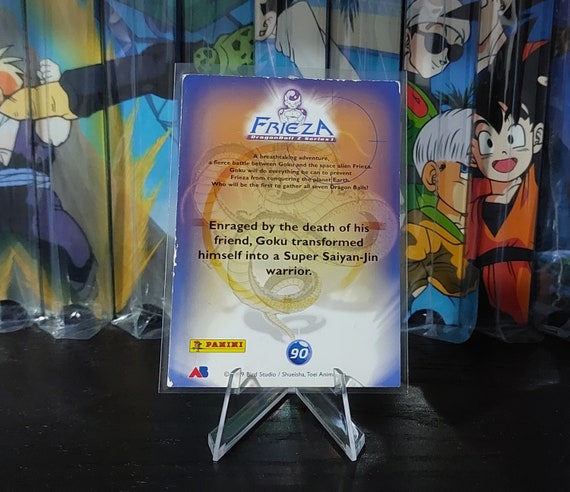 FRIEZA
DragonBall Z Series 1
A breathtaking adventure,
a fierce battle between Goku and the space alien Frieza.
Goku will do everything he can to prevent
Frieza from conquering the planet Earth.
Who will be the first to gather all seven Dragon Balls?
Enraged by the death of his
friend, Goku transformed
himself into a Super Saiyan-Jin
warrior.
PANINI
90
AB
Bird Studio / Shueisha, Toei Anim